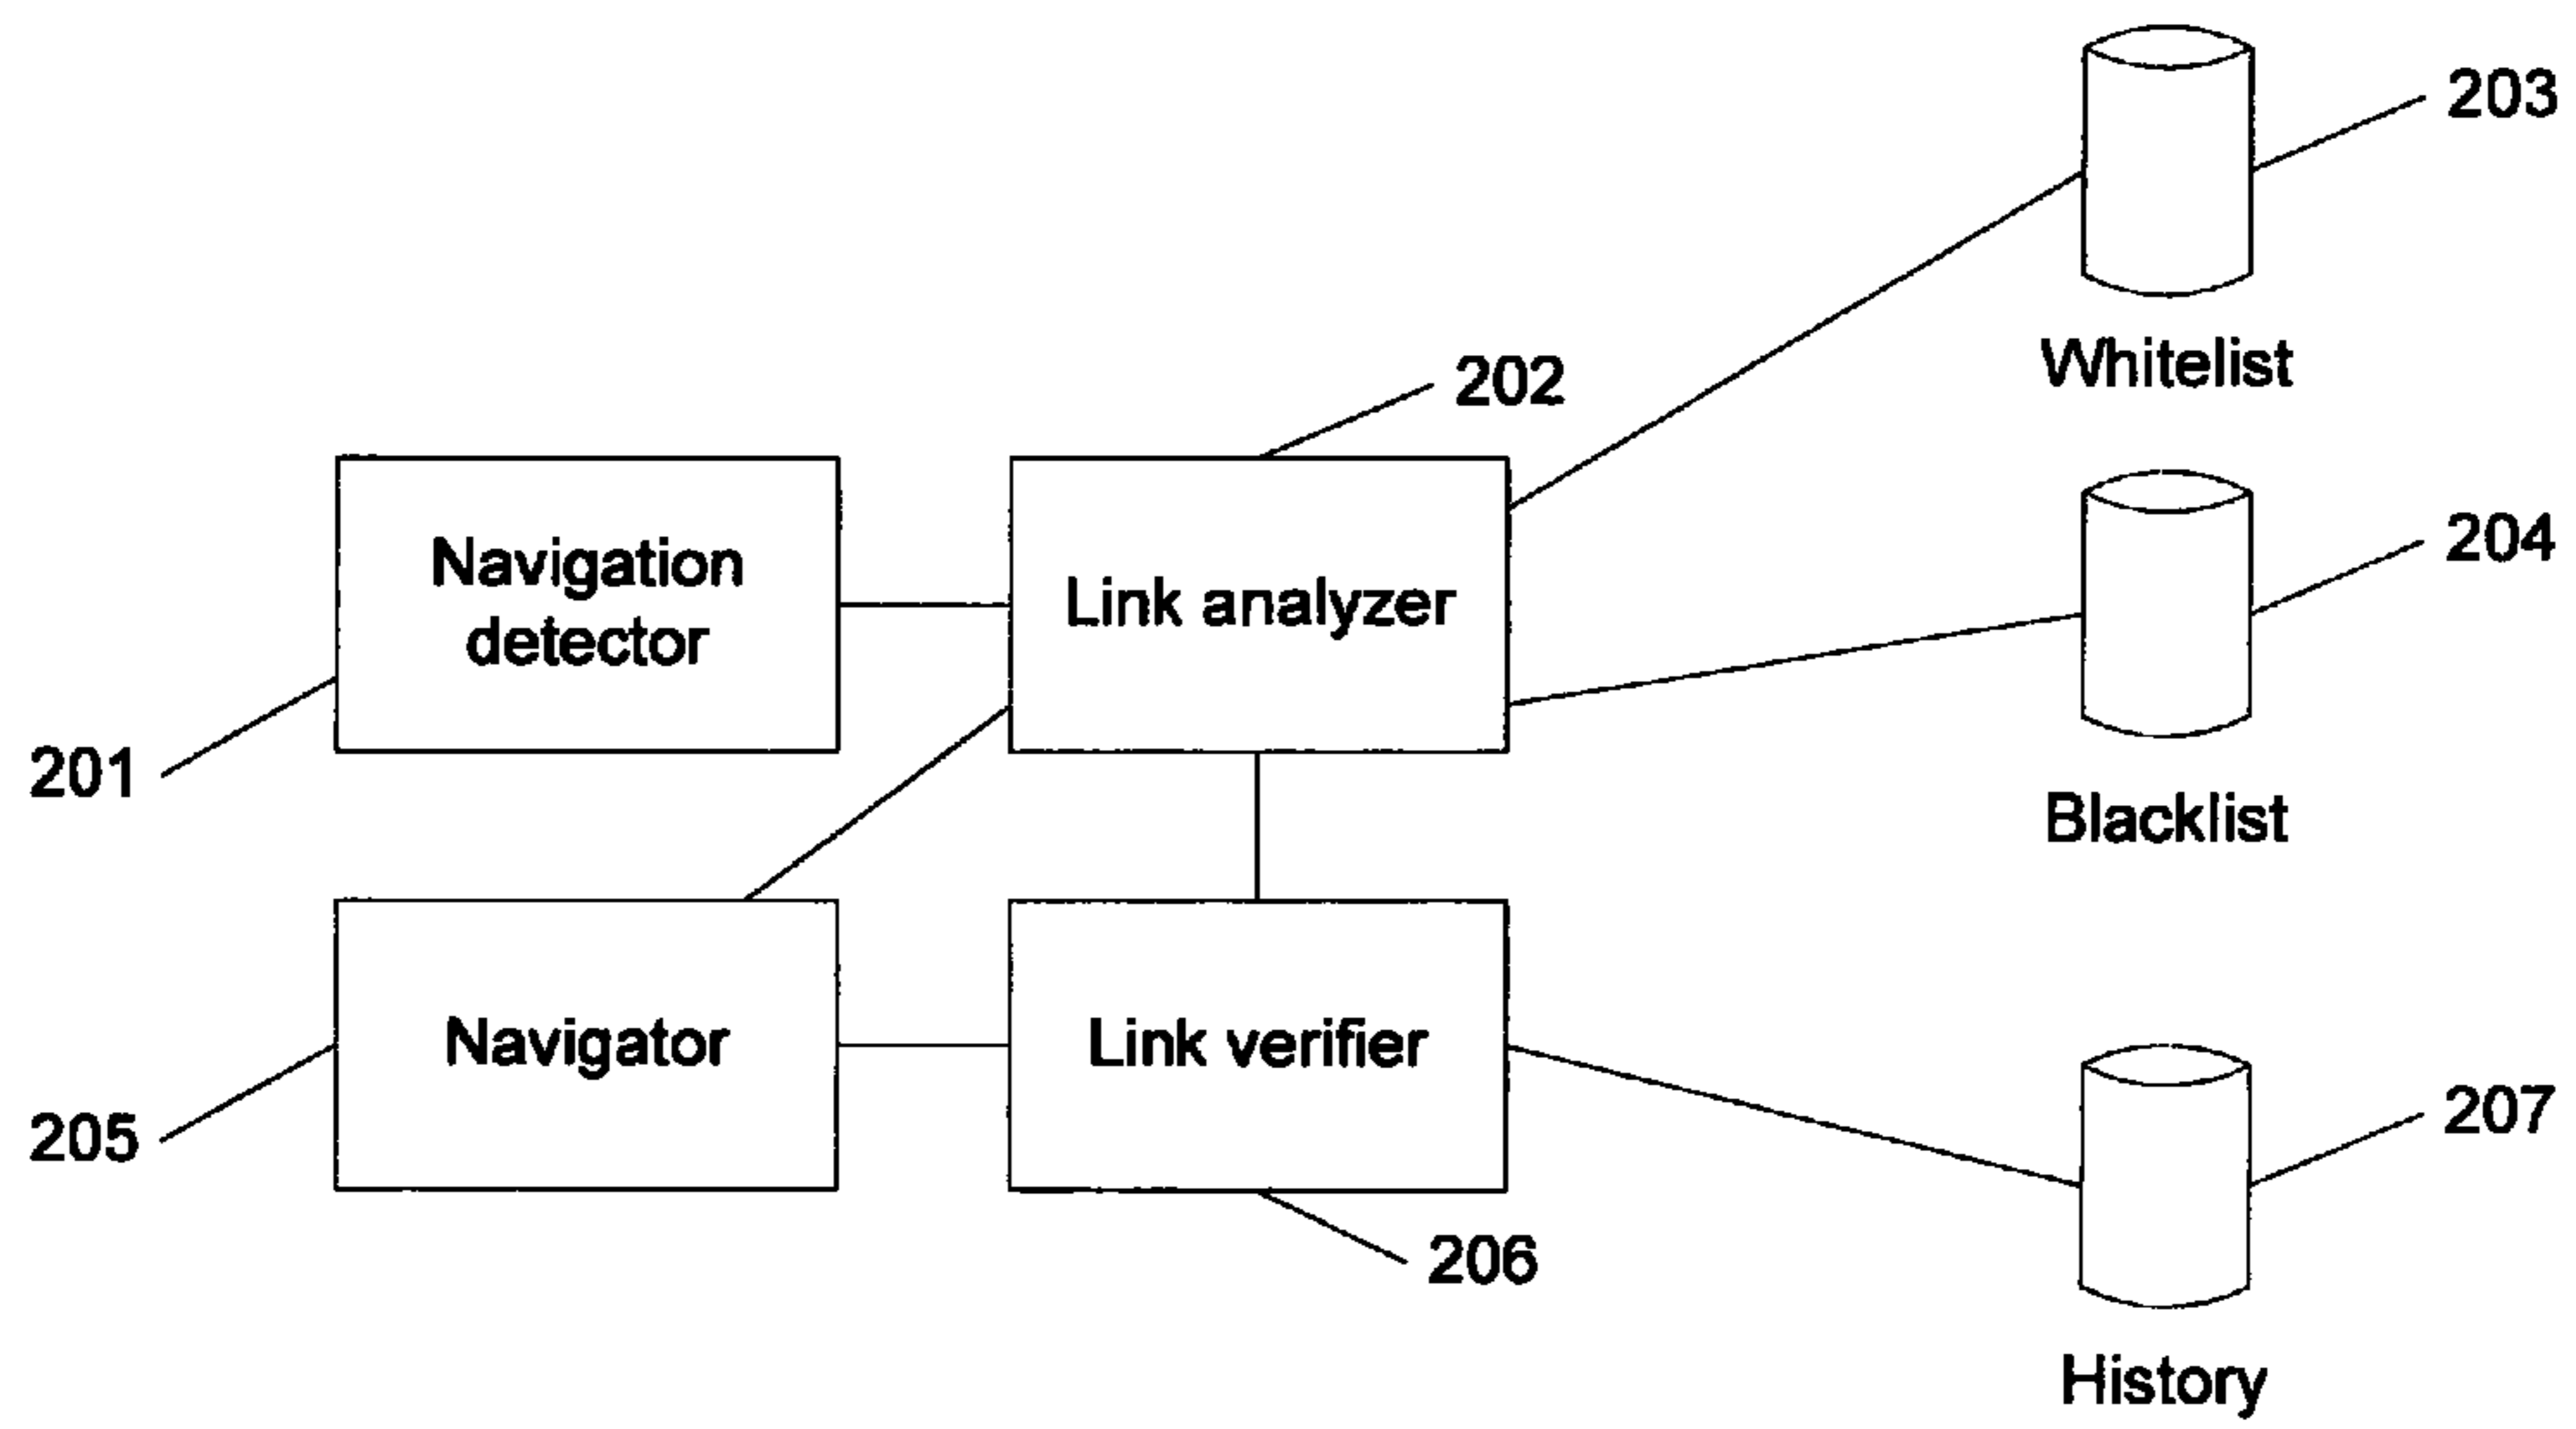 203
Whitelist
202
204
Navigation
detector
Link analyzer
201
Blacklist
Navigator
Link verifier
205
207
206
History